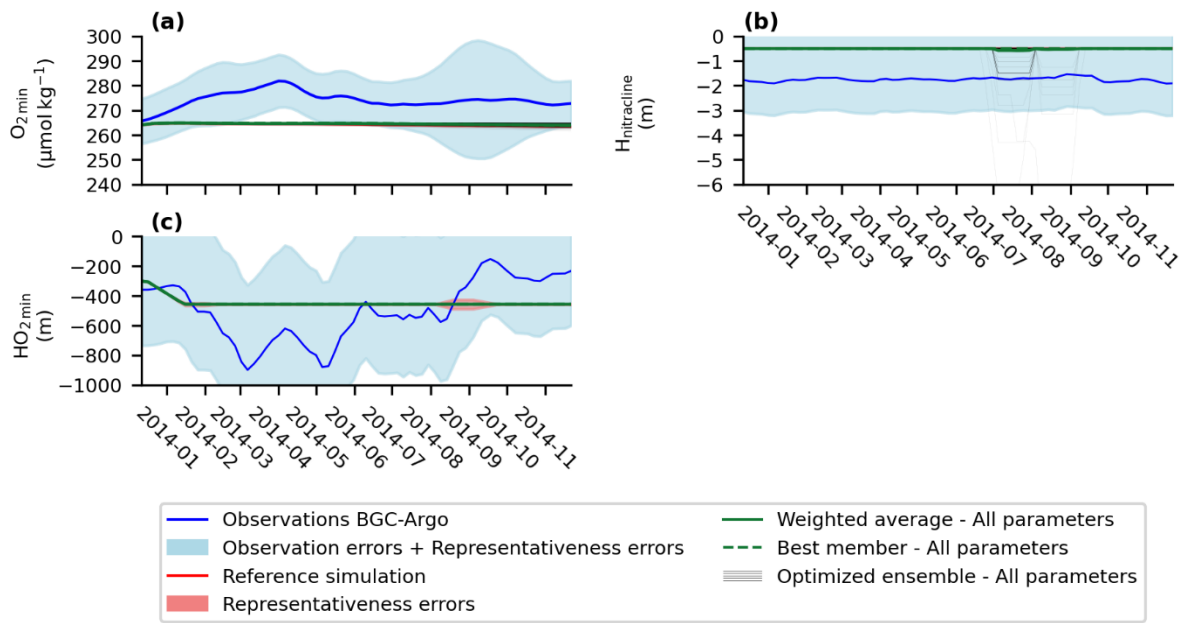 (a)
300
290
280
270
260
250
240
O2min
(µmol kg⁻¹)
(b)
0
−1
−2
−3
−4
−5
−6
Hnitracline
(m)
2014-01
2014-02
2014-03
2014-04
2014-05
2014-06
2014-07
2014-08
2014-09
2014-10
2014-11
(c)
0
−200
−400
−600
−800
−1000
HO2min
(m)
2014-01
2014-02
2014-03
2014-04
2014-05
2014-06
2014-07
2014-08
2014-09
2014-10
2014-11
Observations BGC-Argo
Observation errors + Representativeness errors
Reference simulation
Representativeness errors
Weighted average - All parameters
Best member - All parameters
Optimized ensemble - All parameters